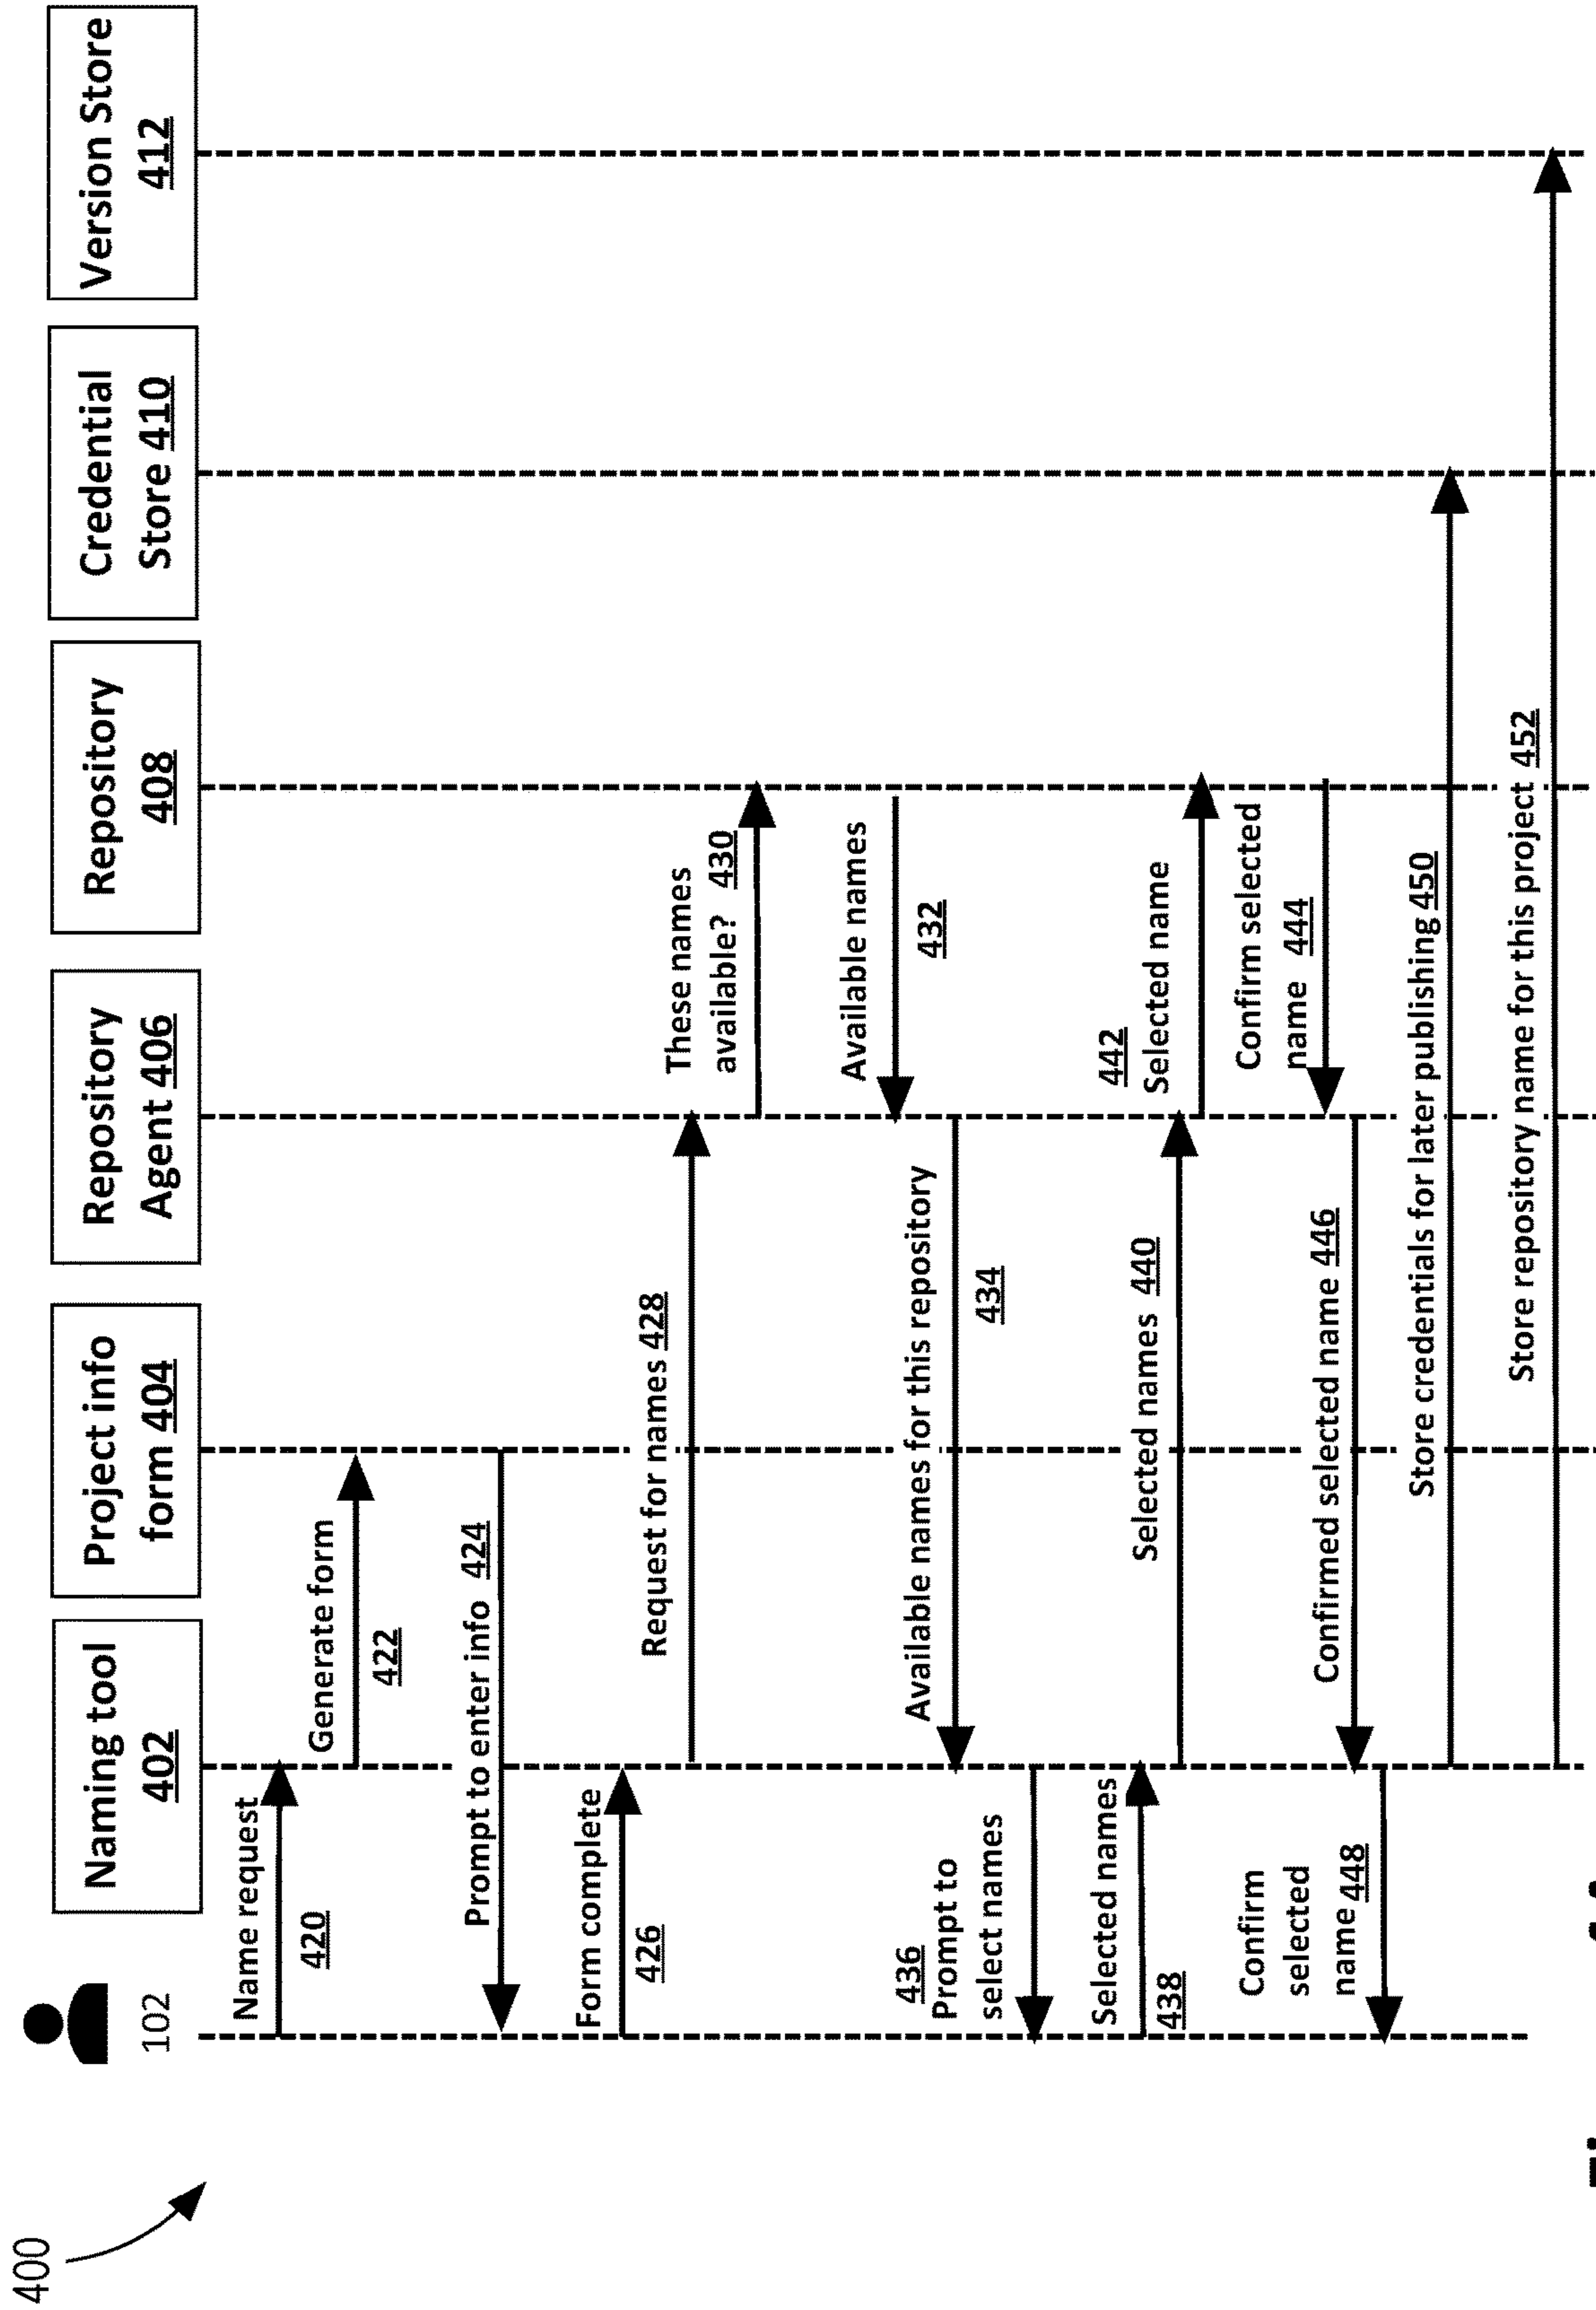 400
102
Naming tool
402
Project info
form 404
Repository
Agent 406
Repository
408
Credential
Store 410
Version Store
412
Name request
420
Generate form
422
Prompt to enter info 424
Form complete
426
Request for names 428
These names
available? 430
Available names
432
Available names for this repository
434
436
Prompt to
select names
Selected names
438
Selected names 440
442
Selected name
Confirm selected
name 444
Confirmed selected name 446
Confirm
selected
name 448
Store credentials for later publishing 450
Store repository name for this project 452